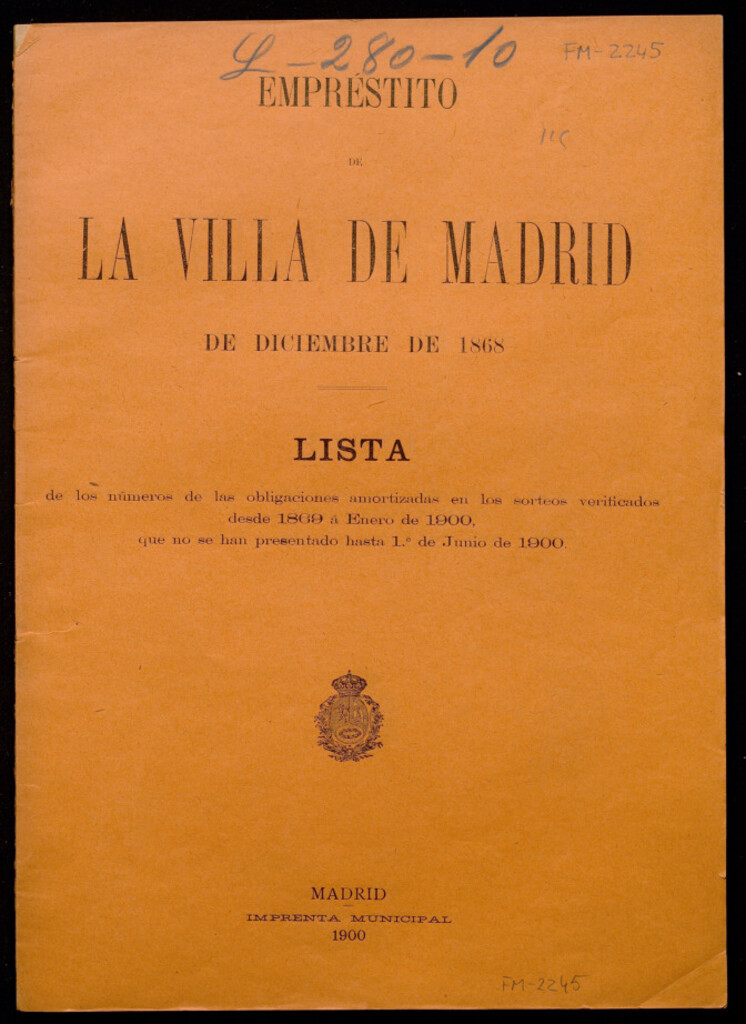 L-280-10
FM-2245
EMPRÉSTITO
DE
LA VILLA DE MADRID
DE DICIEMBRE DE 1868
LISTA
de los números de las obligaciones amortizadas en los sorteos verificados
desde 1869 á Enero de 1900,
que no se han presentado hasta 1.º de Junio de 1900.
MADRID
IMPRENTA MUNICIPAL
1900
FM-2245